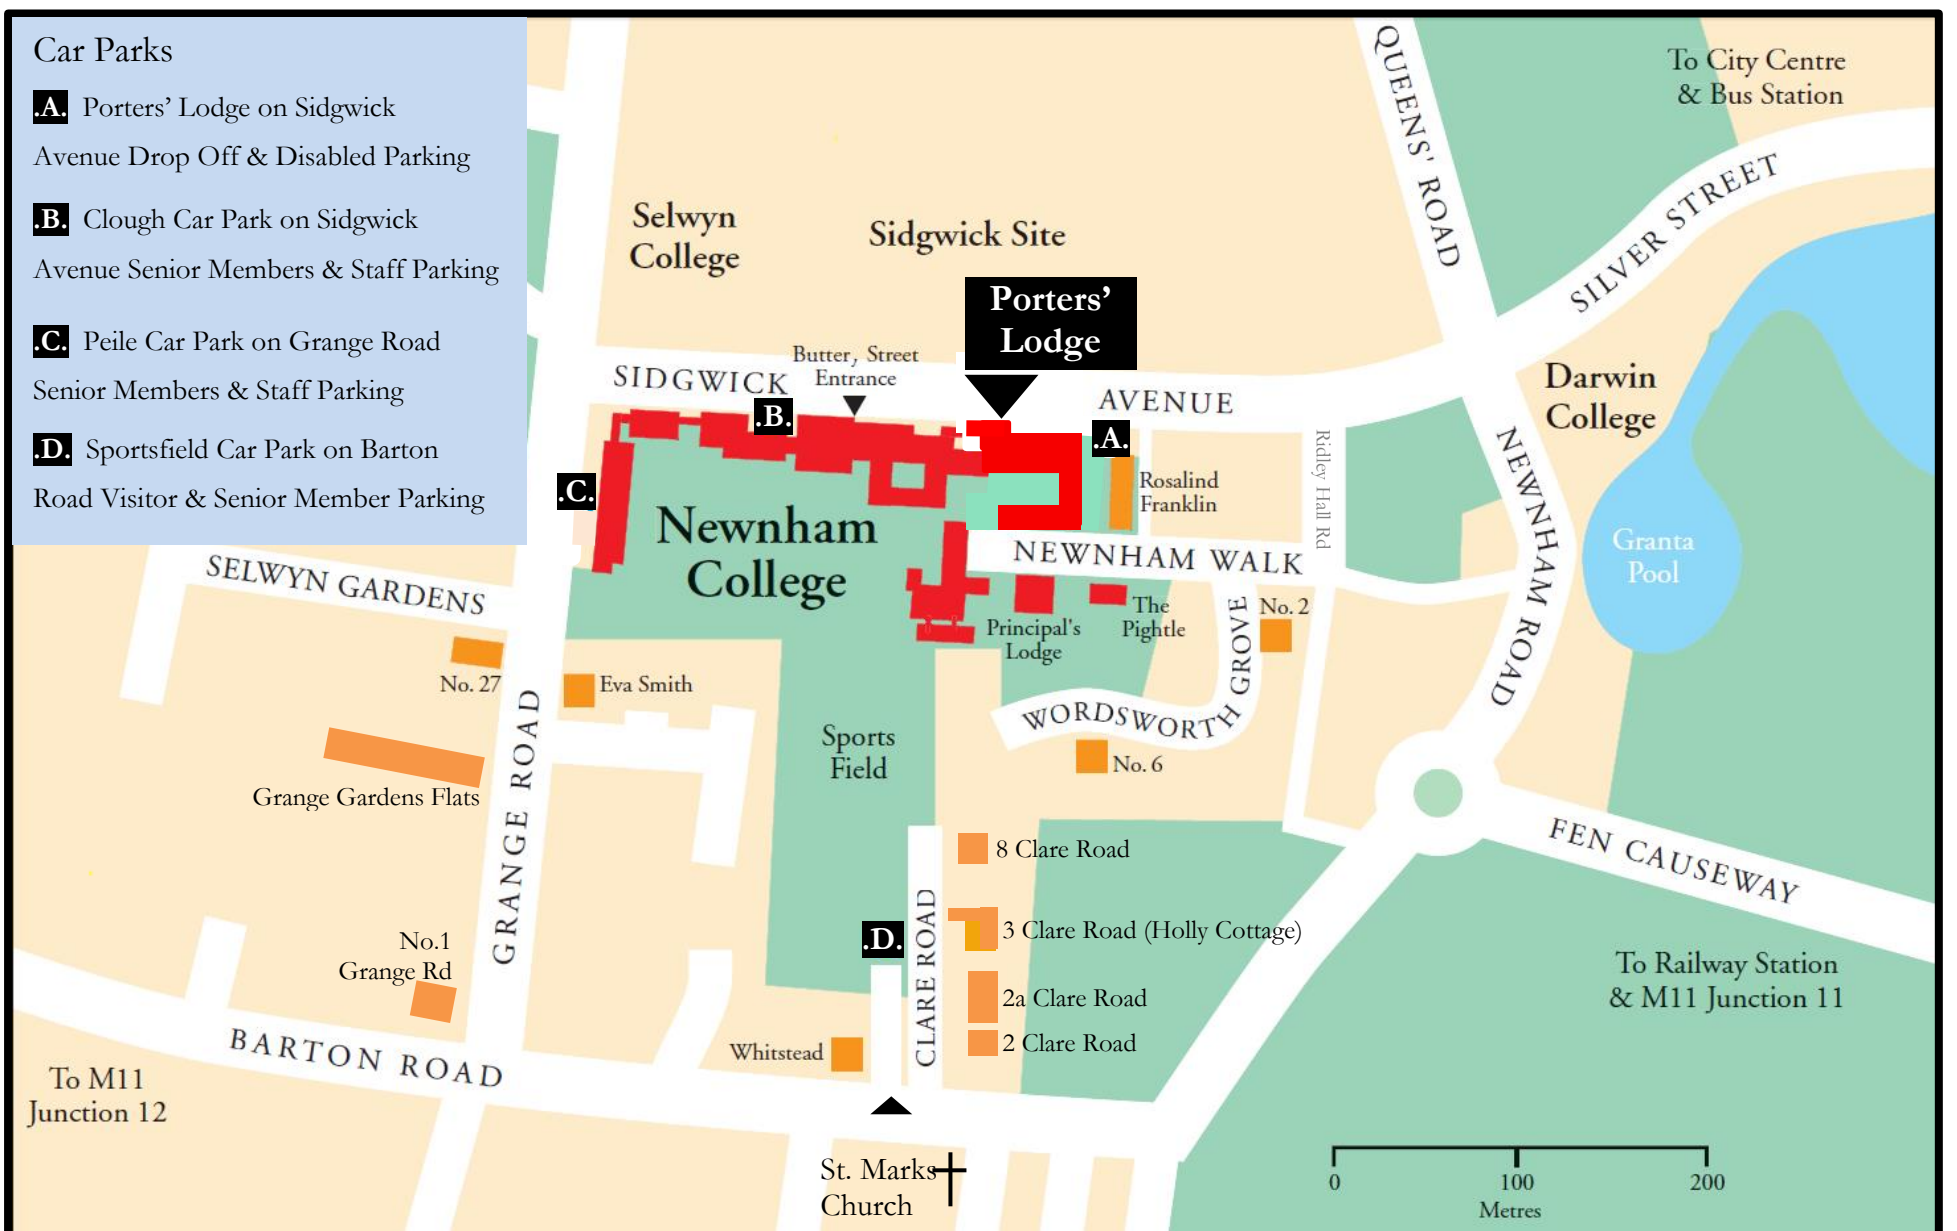 Car Parks
.A. Porters’ Lodge on Sidgwick
Avenue Drop Off & Disabled Parking
.B. Clough Car Park on Sidgwick
Avenue Senior Members & Staff Parking
.C. Peile Car Park on Grange Road
Senior Members & Staff Parking
.D. Sportsfield Car Park on Barton
Road Visitor & Senior Member Parking
QUEENS' ROAD
To City Centre
& Bus Station
SILVER STREET
Selwyn
College
Sidgwick Site
Porters’
Lodge
SIDGWICK
Butter, Street
Entrance
AVENUE
Darwin
College
.B.
.A.
.C.
Rosalind
Franklin
Ridley Hall Rd
NEWNHAM ROAD
Newnham
College
NEWNHAM WALK
Granta
Pool
SELWYN GARDENS
The
Pightle
Principal's
Lodge
No. 2
No. 27
Eva Smith
WORDSWORTH GROVE
No. 6
Sports
Field
Grange Gardens Flats
GRANGE ROAD
8 Clare Road
FEN CAUSEWAY
.D.
CLARE ROAD
3 Clare Road (Holly Cottage)
No.1
Grange Rd
2a Clare Road
To Railway Station
& M11 Junction 11
2 Clare Road
Whitstead
BARTON ROAD
To M11
Junction 12
St. Marks
Church
0 100 200
Metres